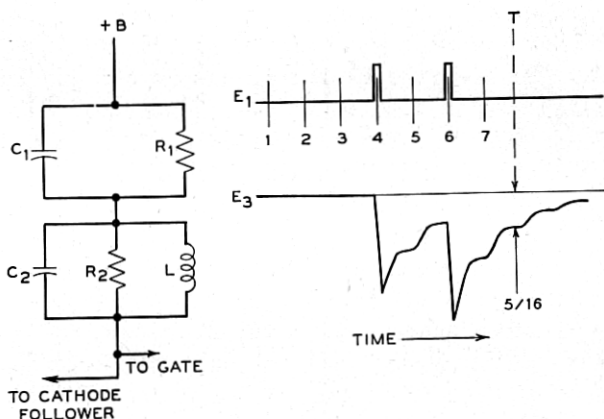 +B
C1
R1
C2
R2
L
TO GATE
TO CATHODE
FOLLOWER
T
E1
1 2 3 4 5 6 7
E3
5/16
TIME